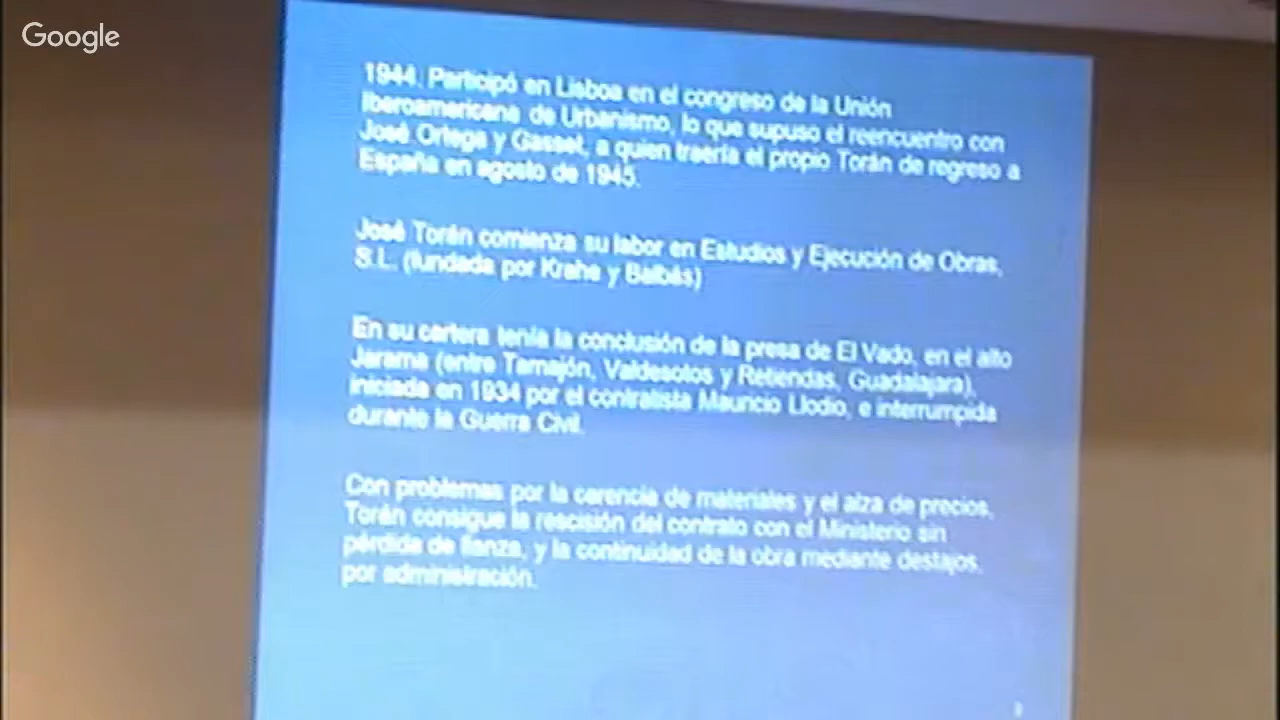 Google
1944. Participó en Lisboa en el congreso de la Unión
Iberoamericana de Urbanismo, lo que supuso el reencuentro con
José Ortega y Gasset, a quien traería el propio Torán de regreso a
España en agosto de 1945.
José Torán comienza su labor en Estudios y Ejecución de Obras,
S.L. (fundada por Krahe y Balbás)
En su cartera tenía la conclusión de la presa de El Vado, en el alto
Jarama (entre Tamajón, Valdesotos y Retiendas, Guadalajara),
iniciada en 1934 por el contratista Mauricio Llodio, e interrumpida
durante la Guerra Civil.
Con problemas por la carencia de materiales y el alza de precios,
Torán consigue la rescisión del contrato con el Ministerio sin
pérdida de fianza, y la continuidad de la obra mediante destajos,
por administración.